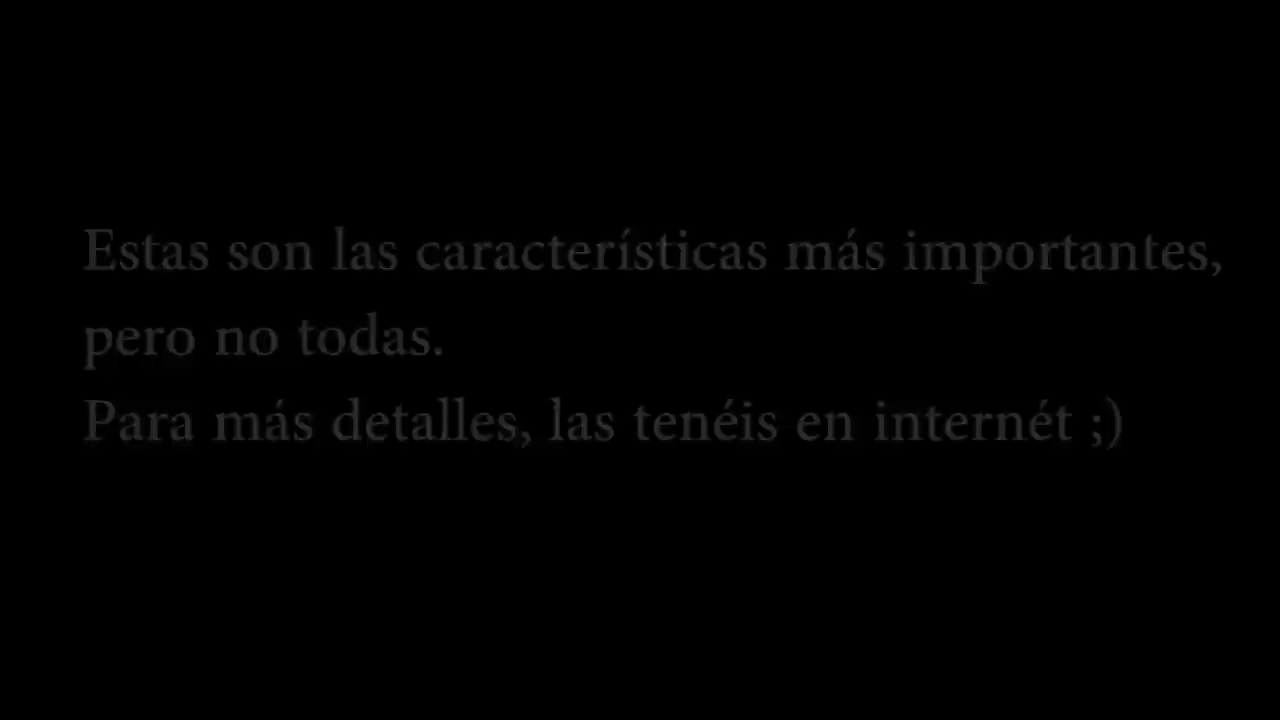 Estas son las características más importantes,
pero no todas.
Para más detalles, las tenéis en internét ;)